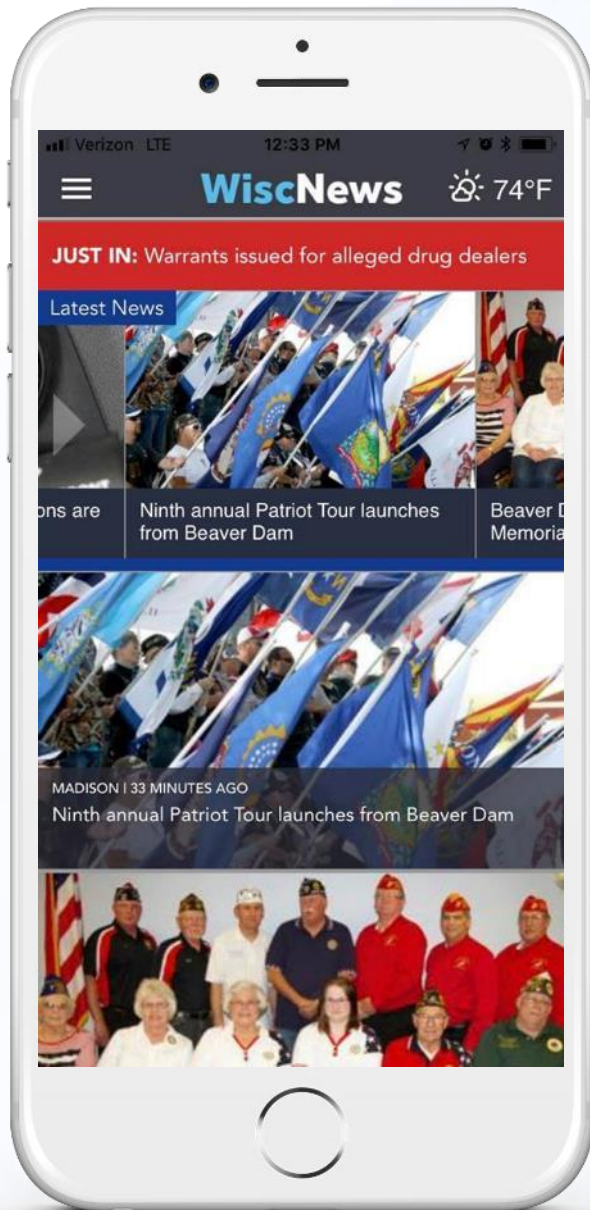 Verizon LTE 12:33 PM
WiscNews 74°F
JUST IN: Warrants issued for alleged drug dealers
Latest News
ons are
Ninth annual Patriot Tour launches
from Beaver Dam
Beaver D
Memoria
MADISON | 33 MINUTES AGO
Ninth annual Patriot Tour launches from Beaver Dam